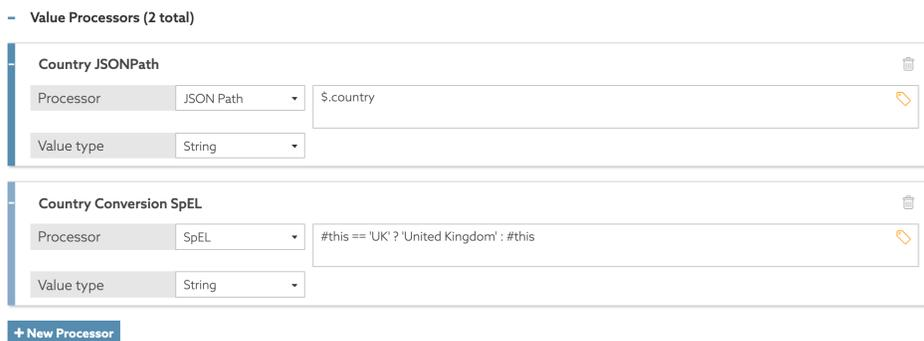 Value Processors (2 total)
Country JSONPath
Processor JSON Path $.country
Value type String
Country Conversion SpEL
Processor SpEL #this == 'UK' ? 'United Kingdom' : #this
Value type String
+ New Processor